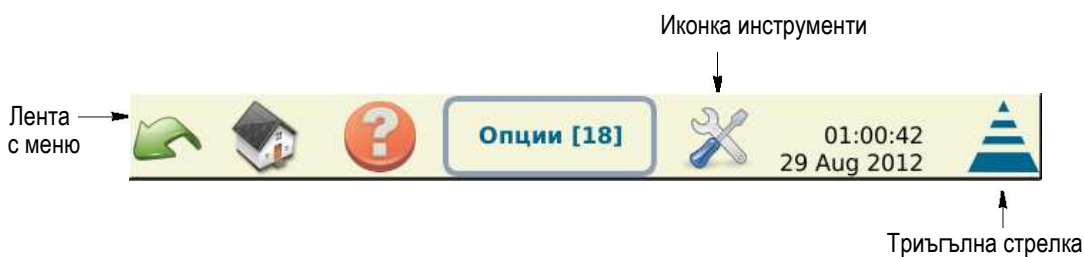 Иконка инструменти
Лента
с меню
?
Опции [18]
01:00:42
29 Aug 2012
Триъгълна стрелка